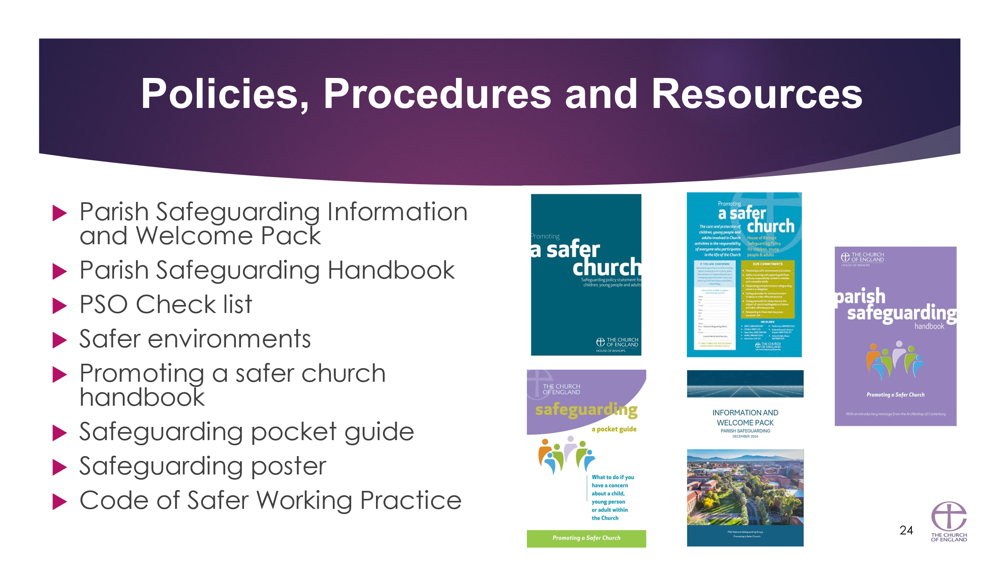 Policies, Procedures and Resources
Parish Safeguarding Information
and Welcome Pack
Parish Safeguarding Handbook
PSO Check list
Safer environments
Promoting a safer church
handbook
Safeguarding pocket guide
Safeguarding poster
Code of Safer Working Practice
Promoting
a safer
church
Safeguarding policy statement for
children, young people and adults
THE CHURCH
OF ENGLAND
HOUSE OF BISHOPS
Promoting
a safer
church
The care and protection of
children, young people and
adults involved in Church
activities is the responsibility
of everyone who participates
in the life of the Church
House of Bishops
Safeguarding Policy
for children, young
people & adults
IF YOU ARE CONCERNED
OUR COMMITMENTS
HELPLINES
THE CHURCH
OF ENGLAND
THE CHURCH
OF ENGLAND
HOUSE OF BISHOPS
parish
safeguarding
handbook
Promoting a Safer Church
With an introductory message from the Archbishop of Canterbury
THE CHURCH
OF ENGLAND
safeguarding
a pocket guide
What to do if you
have a concern
about a child,
young person
or adult within
the Church
Promoting a Safer Church
INFORMATION AND
WELCOME PACK
PARISH SAFEGUARDING
DECEMBER 2024
PSO National Safeguarding Group
Promoting a Safer Church
24
THE CHURCH
OF ENGLAND